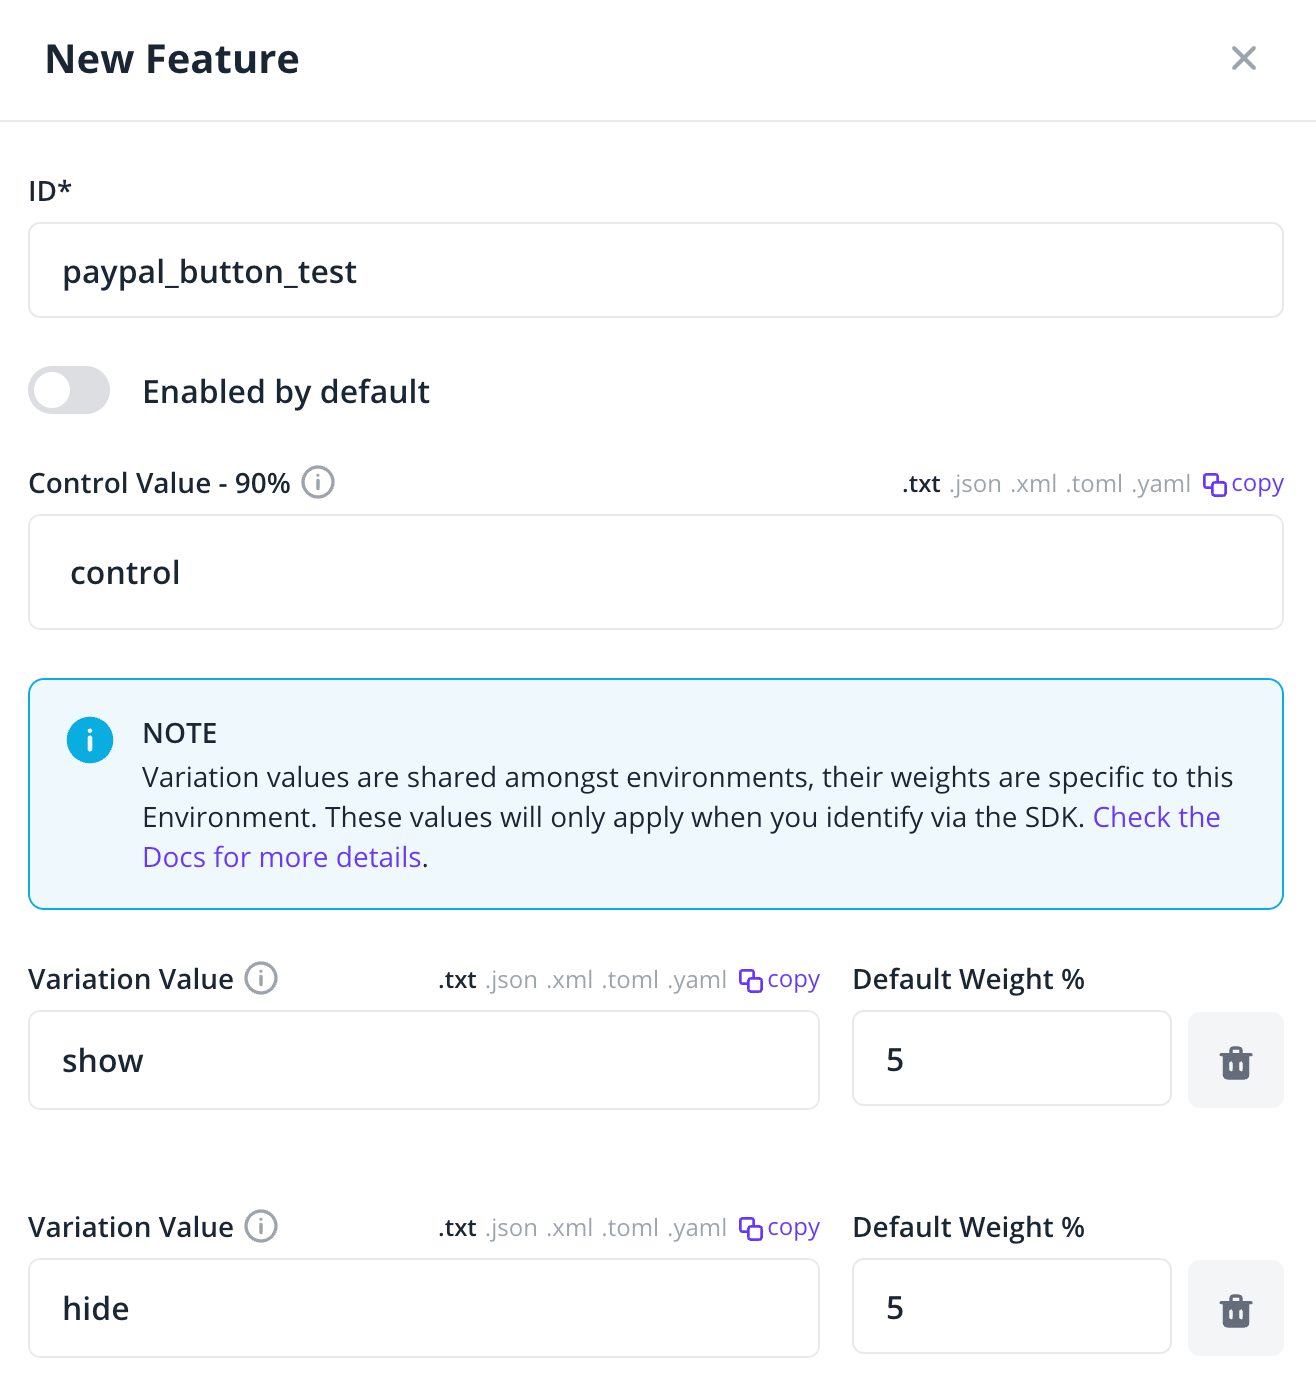 New Feature
ID*
paypal_button_test
Enabled by default
Control Value - 90%
.txt .json .xml .toml .yaml copy
control
NOTE
Variation values are shared amongst environments, their weights are specific to this
Environment. These values will only apply when you identify via the SDK. Check the
Docs for more details.
Variation Value
.txt .json .xml .toml .yaml copy
Default Weight %
show
5
Variation Value
.txt .json .xml .toml .yaml copy
Default Weight %
hide
5